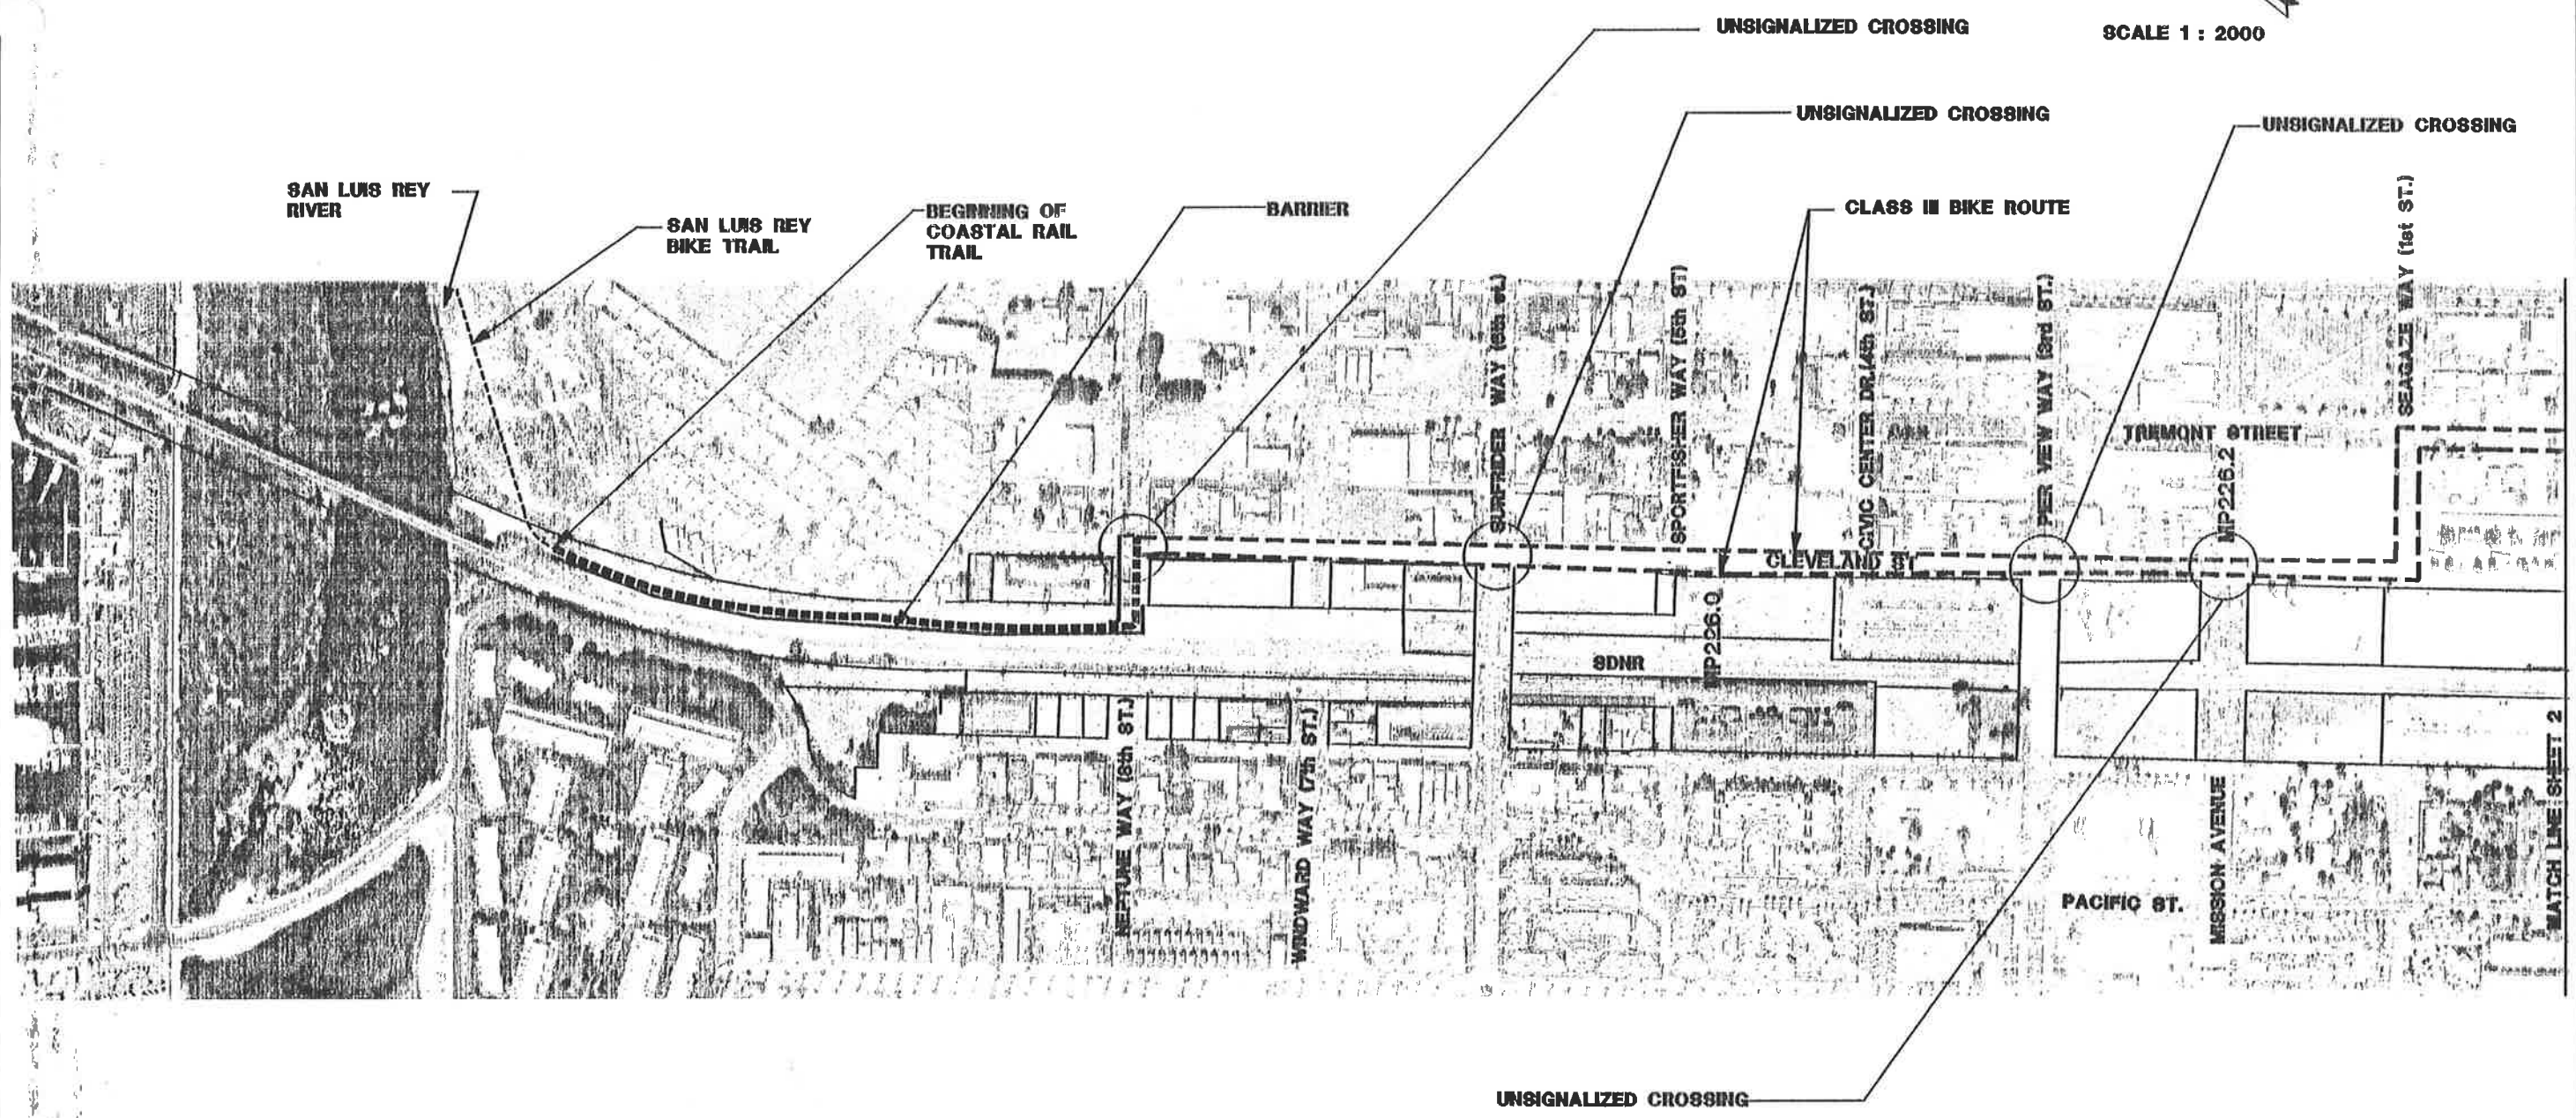 UNSIGNALIZED CROSSING
SCALE 1 : 2000
UNSIGNALIZED CROSSING
UNSIGNALIZED CROSSING
SAN LUIS REY
RIVER
SAN LUIS REY
BIKE TRAIL
BEGINNING OF
COASTAL RAIL
TRAIL
BARRIER
CLASS III BIKE ROUTE
SURFRIDER WAY (6th st.)
SPORTFISHER WAY (5th ST)
CIVIC CENTER DR.(4th ST.)
PIER VIEW WAY (3rd ST.)
SEAGAZE WAY (1st ST.)
TREMONT STREET
MP226.2
CLEVELAND ST
MP226.0
SDNR
NEPTUNE WAY (8th ST.)
WINDWARD WAY (7th ST.)
MISSION AVENUE
PACIFIC ST.
MATCH LINE SHEET 2
UNSIGNALIZED CROSSING